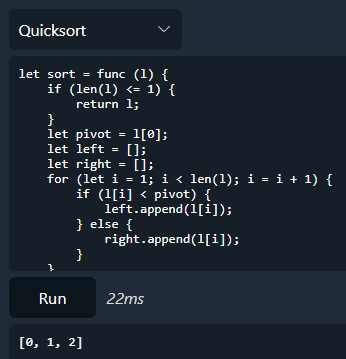 Quicksort
let sort = func (l) {
    if (len(l) <= 1) {
        return l;
    }
    let pivot = l[0];
    let left = [];
    let right = [];
    for (let i = 1; i < len(l); i = i + 1) {
        if (l[i] < pivot) {
            left.append(l[i]);
        } else {
            right.append(l[i]);
        }
    }
Run 22ms
[0, 1, 2]